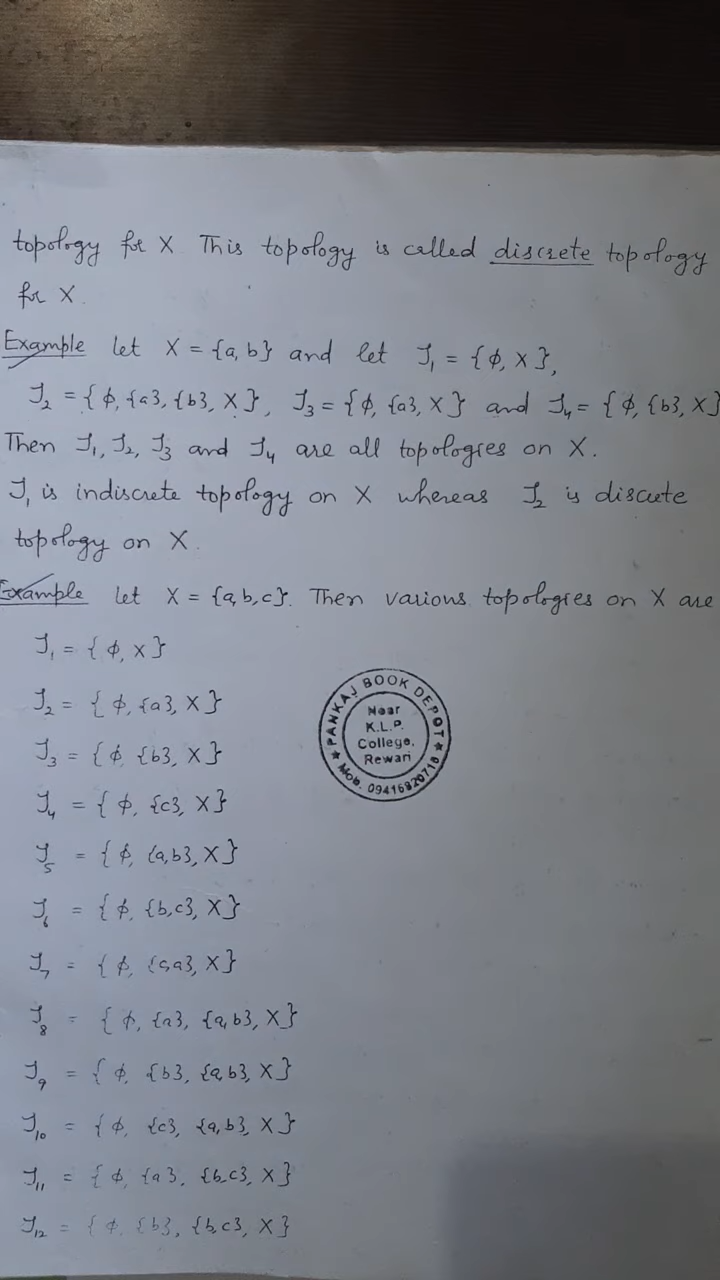 topology for X. This topology is called discrete topology
for X.
Example let X = {a, b} and let J₁ = {ϕ, X},
J₂ = {ϕ, {a}, {b}, X}, J₃ = {ϕ, {a}, X} and J₄ = {ϕ, {b}, X}
Then J₁, J₂, J₃ and J₄ are all topologies on X.
J₁ is indiscrete topology on X whereas J₂ is discrete
topology on X.
Example let X = {a, b, c}. Then various topologies on X are
J₁ = {ϕ, X}
J₂ = {ϕ, {a}, X}
J₃ = {ϕ, {b}, X}
J₄ = {ϕ, {c}, X}
J₅ = {ϕ, {a, b}, X}
J₆ = {ϕ, {b, c}, X}
J₇ = {ϕ, {c, a}, X}
J₈ = {ϕ, {a}, {a, b}, X}
J₉ = {ϕ, {b}, {a, b}, X}
J₁₀ = {ϕ, {c}, {a, b}, X}
J₁₁ = {ϕ, {a}, {b, c}, X}
J₁₂ = {ϕ, {b}, {b, c}, X}
PANKAJ BOOK DEPOT
Near
K.L.P.
College,
Rewari
Mob. 09416920718